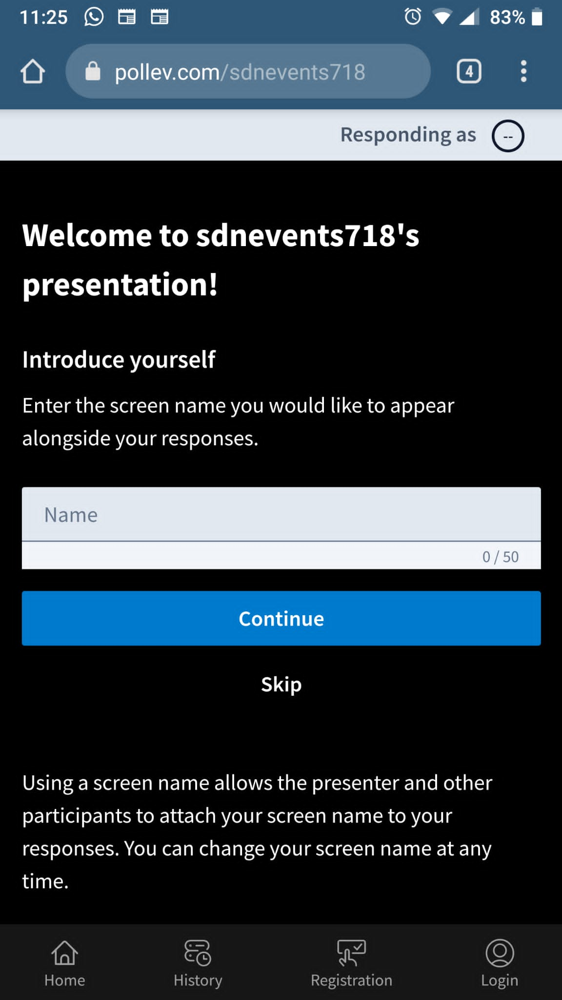 11:25
83%
pollev.com/sdnevents718
4
Responding as
--
Welcome to sdnevents718's
presentation!
Introduce yourself
Enter the screen name you would like to appear
alongside your responses.
Name
0 / 50
Continue
Skip
Using a screen name allows the presenter and other
participants to attach your screen name to your
responses. You can change your screen name at any
time.
Home
History
Registration
Login